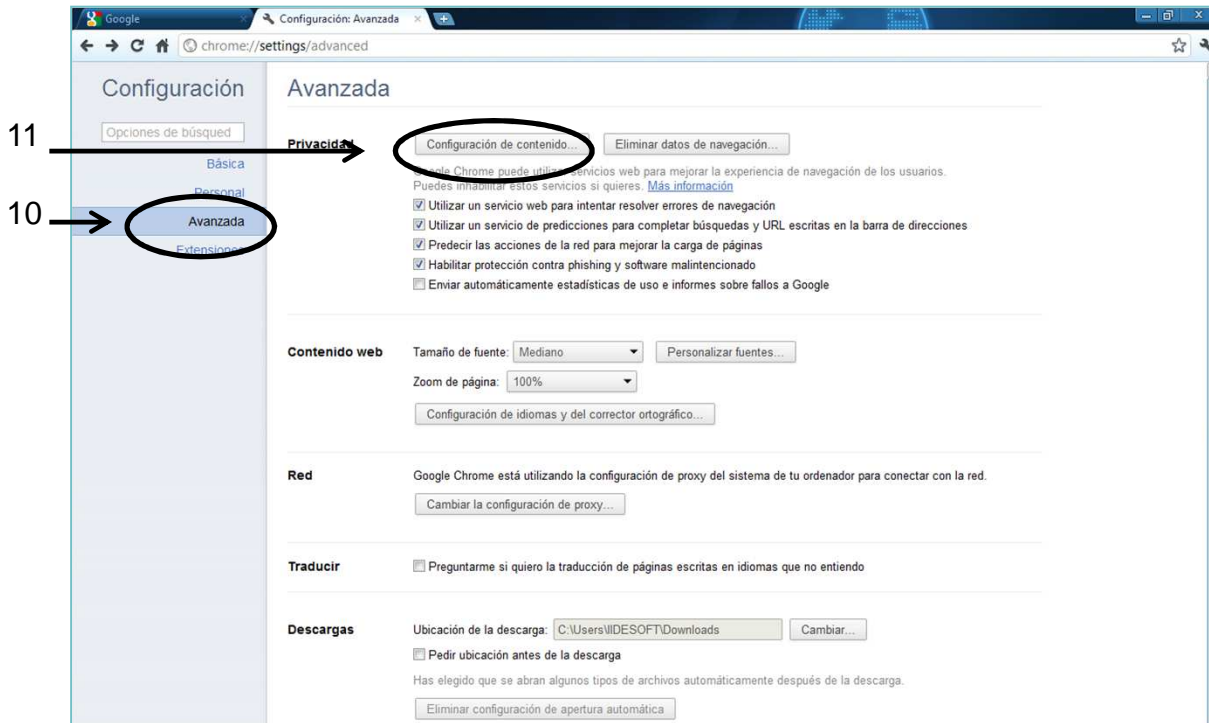 Google
Configuración: Avanzada
chrome://settings/advanced
Configuración
Avanzada
Opciones de búsqued
11
Privacidad
Configuración de contenido...
Eliminar datos de navegación...
Básica
Google Chrome puede utilizar servicios web para mejorar la experiencia de navegación de los usuarios.
Puedes inhabilitar estos servicios si quieres. Más información
Personal
Utilizar un servicio web para intentar resolver errores de navegación
10
Avanzada
Utilizar un servicio de predicciones para completar búsquedas y URL escritas en la barra de direcciones
Predecir las acciones de la red para mejorar la carga de páginas
Extensiones
Habilitar protección contra phishing y software malintencionado
Enviar automáticamente estadísticas de uso e informes sobre fallos a Google
Contenido web
Tamaño de fuente:
Mediano
Personalizar fuentes...
Zoom de página:
100%
Configuración de idiomas y del corrector ortográfico...
Red
Google Chrome está utilizando la configuración de proxy del sistema de tu ordenador para conectar con la red.
Cambiar la configuración de proxy...
Traducir
Preguntarme si quiero la traducción de páginas escritas en idiomas que no entiendo
Descargas
Ubicación de la descarga:
C:\Users\IIDESOFT\Downloads
Cambiar...
Pedir ubicación antes de la descarga
Has elegido que se abran algunos tipos de archivos automáticamente después de la descarga.
Eliminar configuración de apertura automática